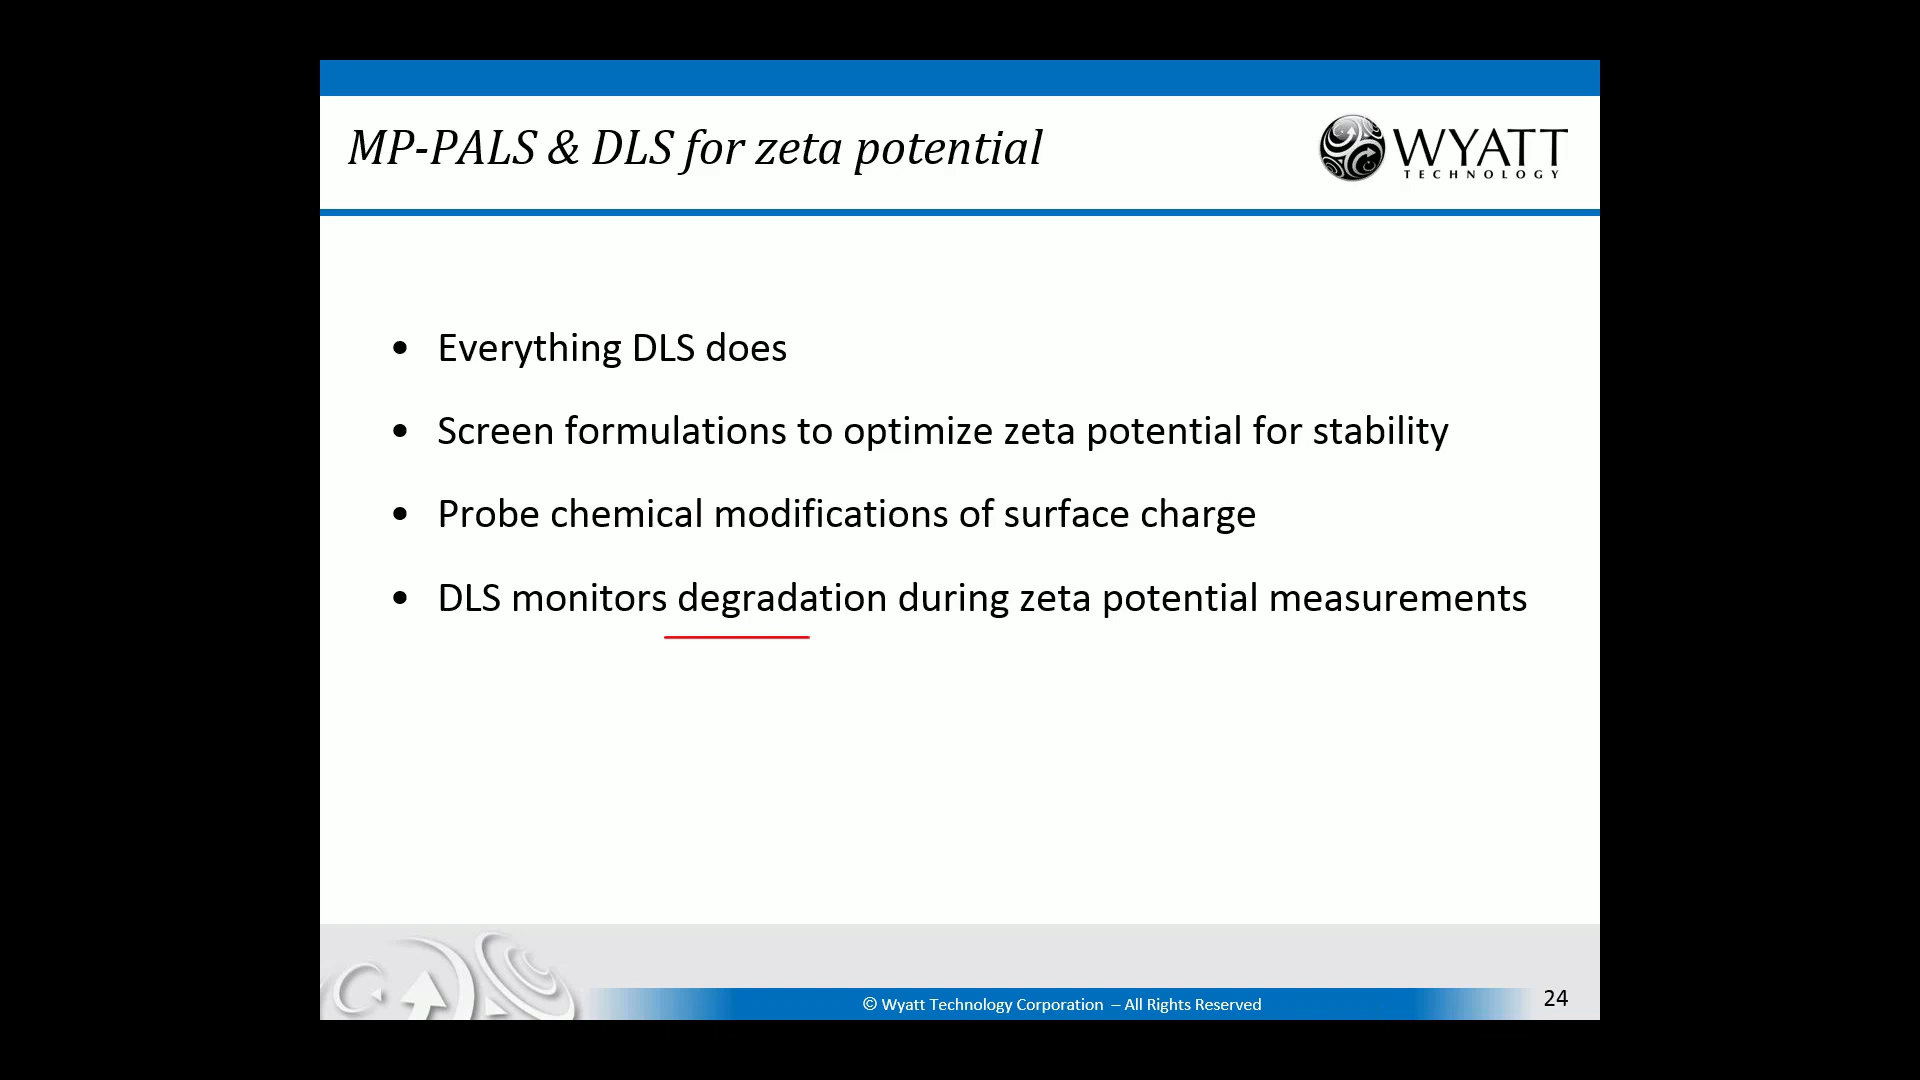 MP-PALS & DLS for zeta potential
WYATT
TECHNOLOGY
• Everything DLS does
• Screen formulations to optimize zeta potential for stability
• Probe chemical modifications of surface charge
• DLS monitors degradation during zeta potential measurements
© Wyatt Technology Corporation – All Rights Reserved
24